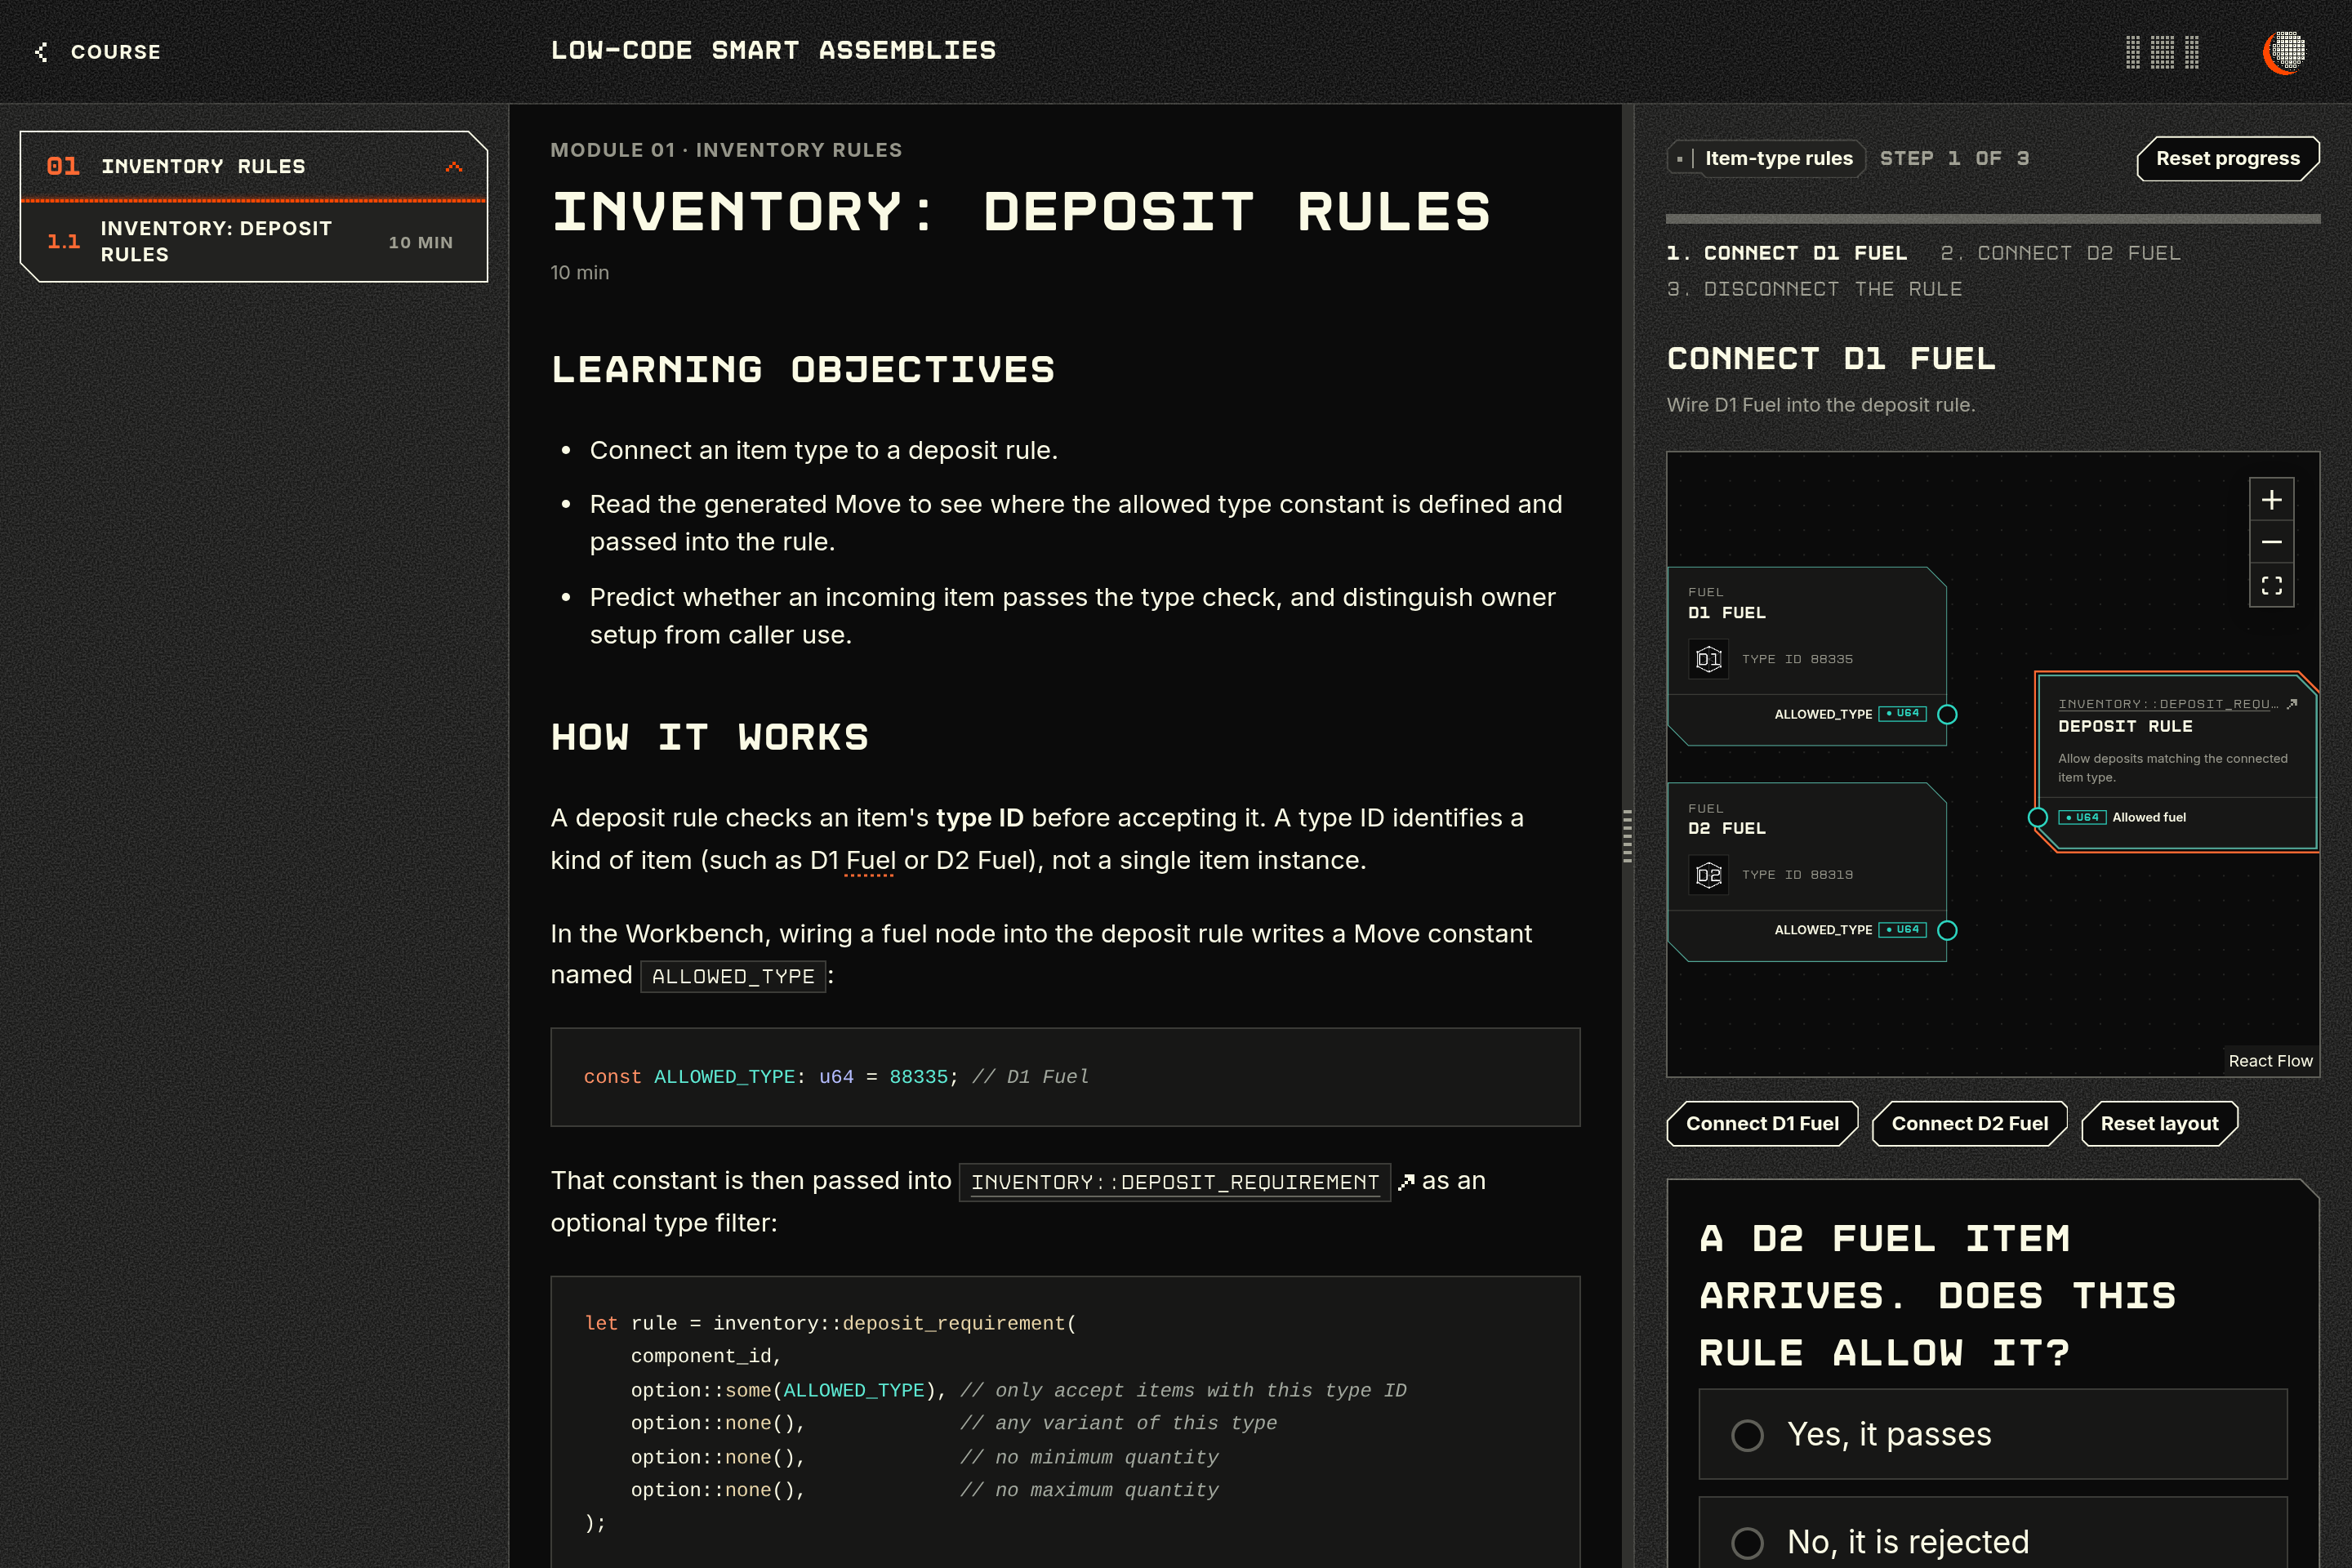 COURSE
LOW-CODE SMART ASSEMBLIES
01 INVENTORY RULES
1.1 INVENTORY: DEPOSIT RULES 10 MIN
MODULE 01 · INVENTORY RULES
INVENTORY: DEPOSIT RULES
10 min
LEARNING OBJECTIVES
• Connect an item type to a deposit rule.
• Read the generated Move to see where the allowed type constant is defined and
passed into the rule.
• Predict whether an incoming item passes the type check, and distinguish owner
setup from caller use.
HOW IT WORKS
A deposit rule checks an item's type ID before accepting it. A type ID identifies a
kind of item (such as D1 Fuel or D2 Fuel), not a single item instance.
In the Workbench, wiring a fuel node into the deposit rule writes a Move constant
named ALLOWED_TYPE:
const ALLOWED_TYPE: u64 = 88335; // D1 Fuel
That constant is then passed into INVENTORY::DEPOSIT_REQUIREMENT as an
optional type filter:
let rule = inventory::deposit_requirement(
    component_id,
    option::some(ALLOWED_TYPE), // only accept items with this type ID
    option::none(),             // any variant of this type
    option::none(),             // no minimum quantity
    option::none(),             // no maximum quantity
);
Item-type rules STEP 1 OF 3 Reset progress
1. CONNECT D1 FUEL 2. CONNECT D2 FUEL
3. DISCONNECT THE RULE
CONNECT D1 FUEL
Wire D1 Fuel into the deposit rule.
FUEL
D1 FUEL
D1 TYPE ID 88335
ALLOWED_TYPE U64
FUEL
D2 FUEL
D2 TYPE ID 88319
ALLOWED_TYPE U64
INVENTORY::DEPOSIT_REQU…
DEPOSIT RULE
Allow deposits matching the connected
item type.
U64 Allowed fuel
React Flow
Connect D1 Fuel Connect D2 Fuel Reset layout
A D2 FUEL ITEM
ARRIVES. DOES THIS
RULE ALLOW IT?
Yes, it passes
No, it is rejected